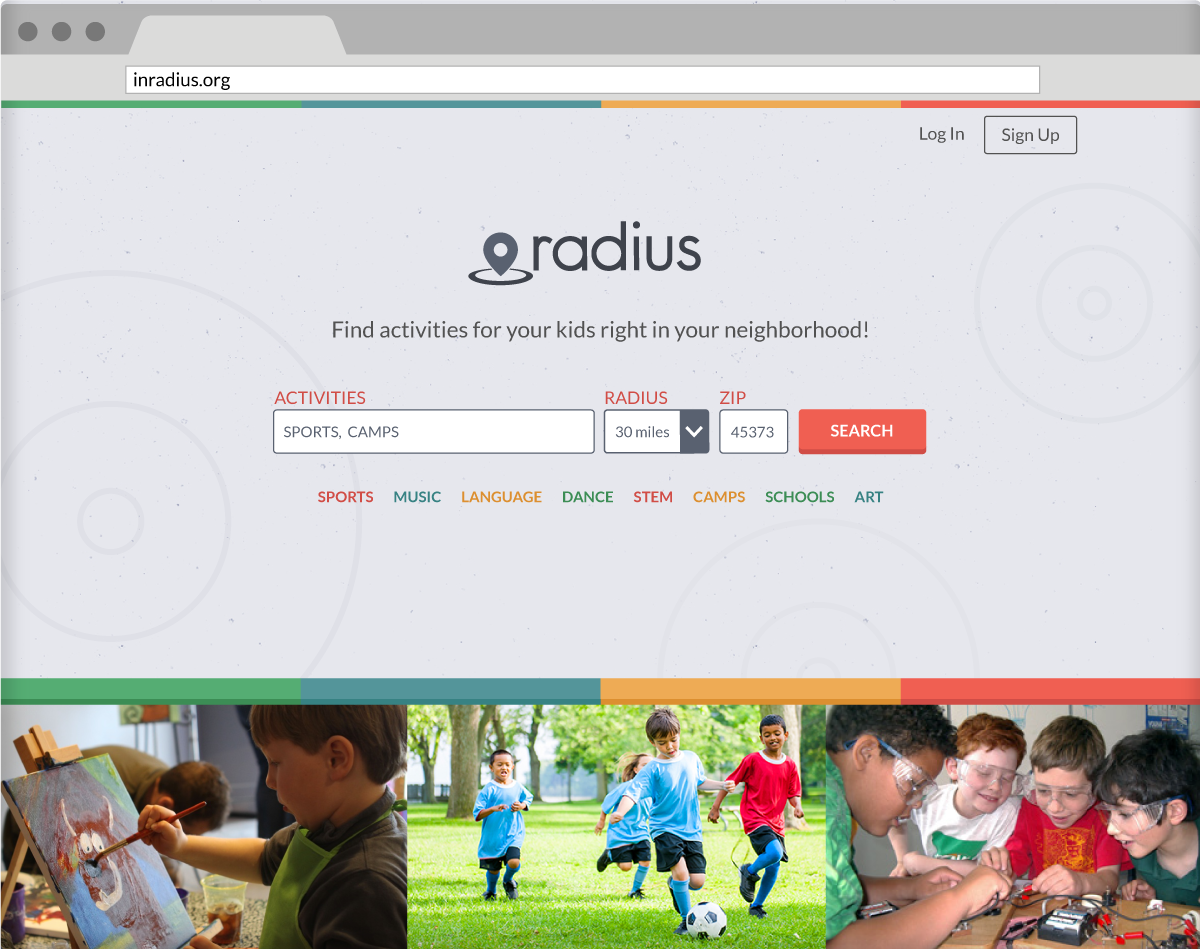 inradius.org
Log In
Sign Up
radius
Find activities for your kids right in your neighborhood!
ACTIVITIES RADIUS ZIP
SPORTS, CAMPS 30 miles 45373 SEARCH
SPORTS MUSIC LANGUAGE DANCE STEM CAMPS SCHOOLS ART